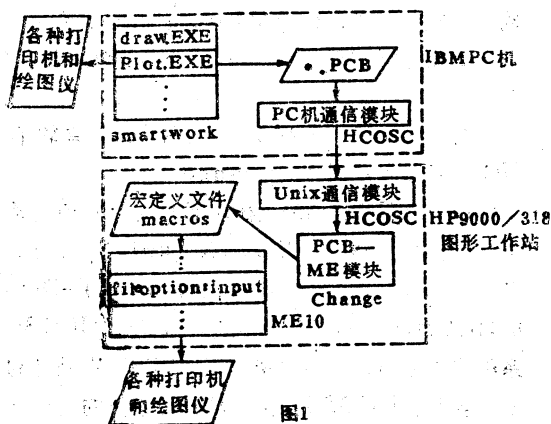 各种打
印机和
绘图仪
draw.EXE
Plot.EXE
smartwork
•.PCB
IBMPC机
PC机通信模块
HCOSC
Unix通信模块
HCOSC
HP9000/318
图形工作站
宏定义文件
macros
PCB—
ME模块
Change
file option:input
ME10
各种打印机
和绘图仪
图1